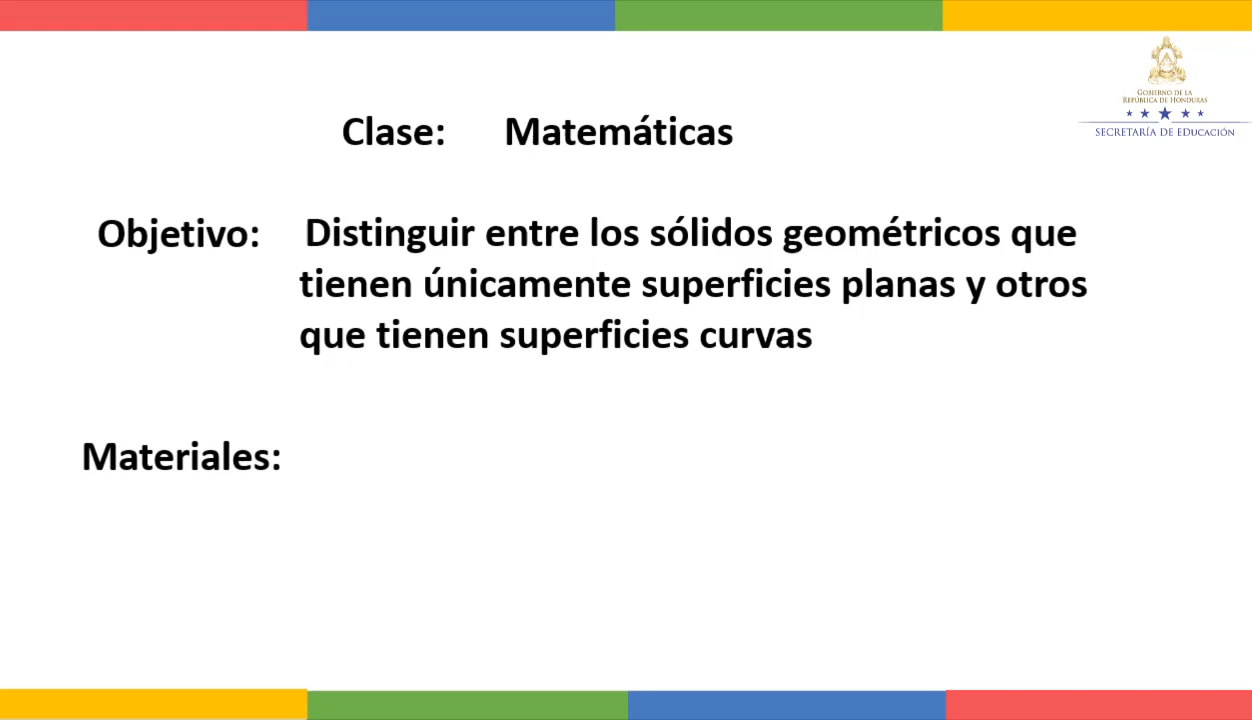 GOBIERNO DE LA
REPÚBLICA DE HONDURAS
SECRETARÍA DE EDUCACIÓN
Clase: Matemáticas
Objetivo: Distinguir entre los sólidos geométricos que
tienen únicamente superficies planas y otros
que tienen superficies curvas
Materiales: